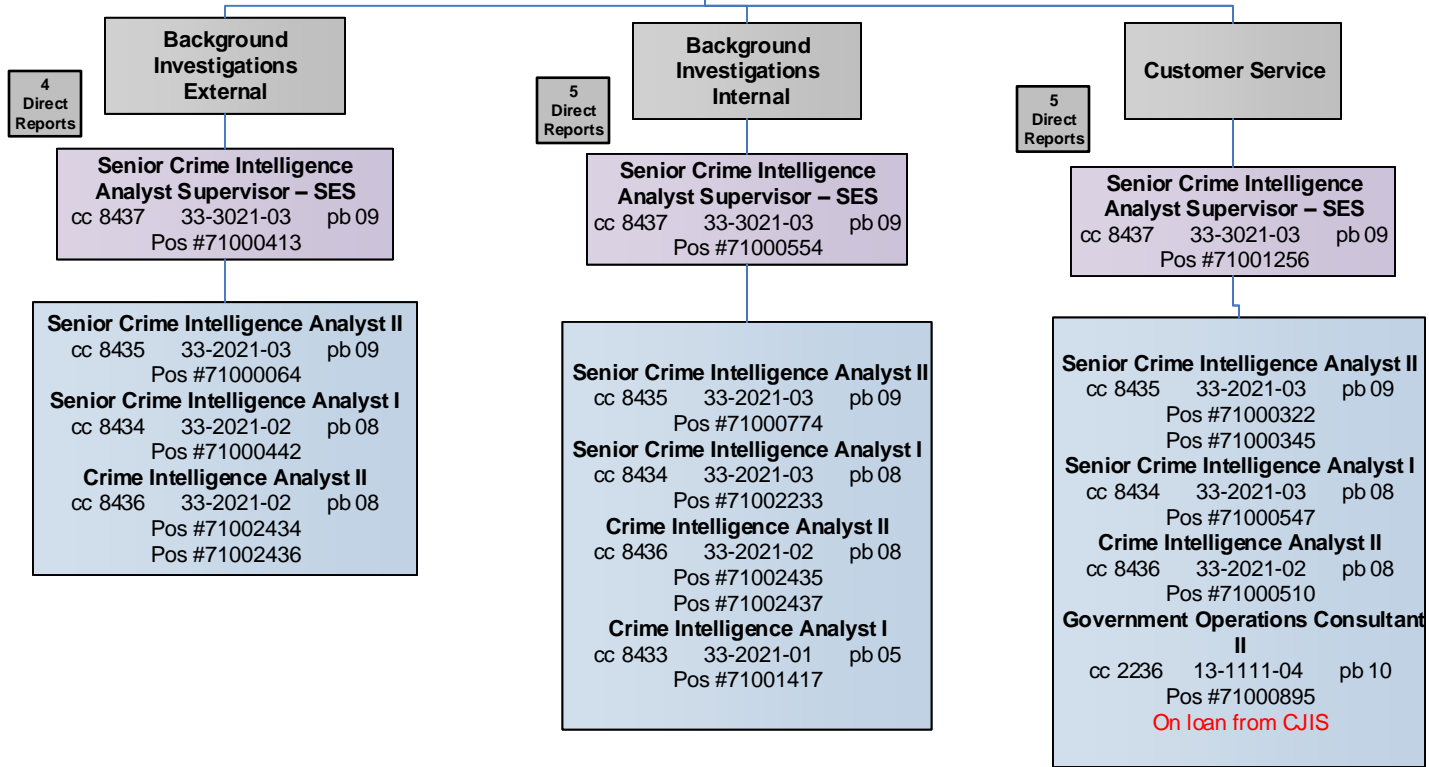 Background
Investigations
External
4
Direct
Reports
Senior Crime Intelligence
Analyst Supervisor – SES
cc 8437 33-3021-03 pb 09
Pos #71000413
Senior Crime Intelligence Analyst II
cc 8435 33-2021-03 pb 09
Pos #71000064
Senior Crime Intelligence Analyst I
cc 8434 33-2021-02 pb 08
Pos #71000442
Crime Intelligence Analyst II
cc 8436 33-2021-02 pb 08
Pos #71002434
Pos #71002436
Background
Investigations
Internal
5
Direct
Reports
Senior Crime Intelligence
Analyst Supervisor – SES
cc 8437 33-3021-03 pb 09
Pos #71000554
Senior Crime Intelligence Analyst II
cc 8435 33-2021-03 pb 09
Pos #71000774
Senior Crime Intelligence Analyst I
cc 8434 33-2021-03 pb 08
Pos #71002233
Crime Intelligence Analyst II
cc 8436 33-2021-02 pb 08
Pos #71002435
Pos #71002437
Crime Intelligence Analyst I
cc 8433 33-2021-01 pb 05
Pos #71001417
Customer Service
5
Direct
Reports
Senior Crime Intelligence
Analyst Supervisor – SES
cc 8437 33-3021-03 pb 09
Pos #71001256
Senior Crime Intelligence Analyst II
cc 8435 33-2021-03 pb 09
Pos #71000322
Pos #71000345
Senior Crime Intelligence Analyst I
cc 8434 33-2021-03 pb 08
Pos #71000547
Crime Intelligence Analyst II
cc 8436 33-2021-02 pb 08
Pos #71000510
Government Operations Consultant
II
cc 2236 13-1111-04 pb 10
Pos #71000895
On loan from CJIS